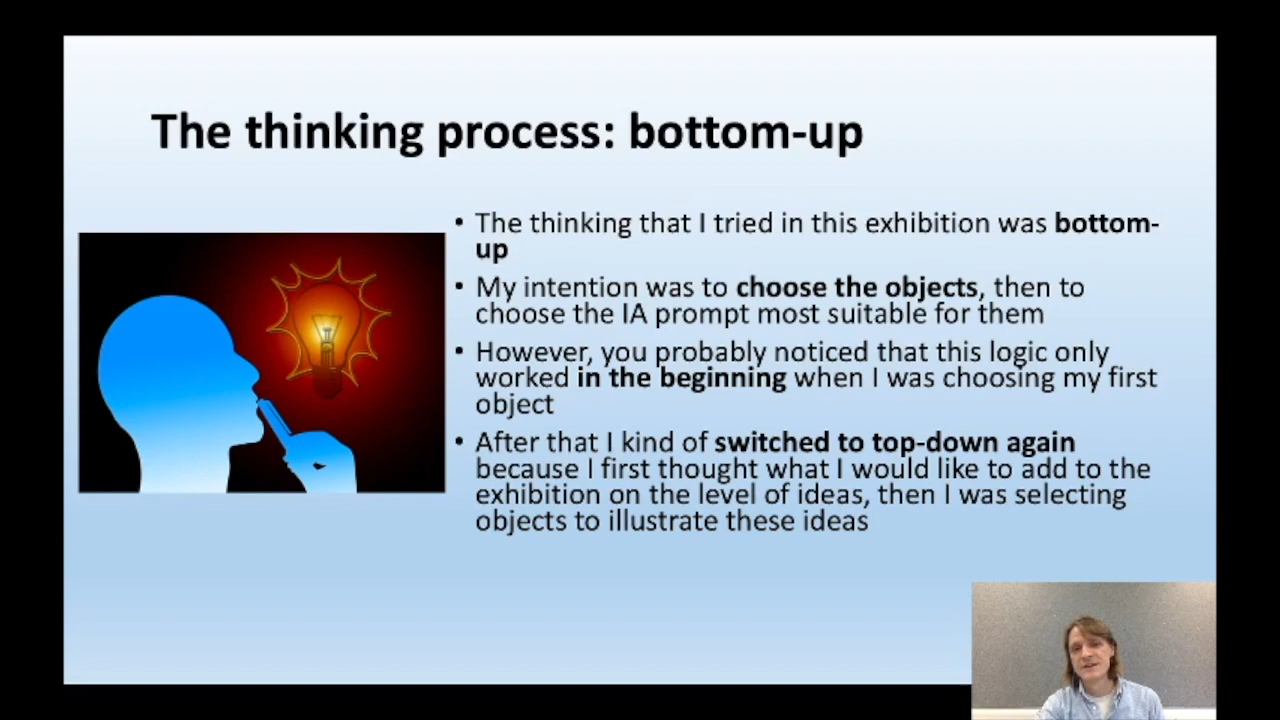 The thinking process: bottom-up
• The thinking that I tried in this exhibition was bottom-
up
• My intention was to choose the objects, then to
choose the IA prompt most suitable for them
• However, you probably noticed that this logic only
worked in the beginning when I was choosing my first
object
• After that I kind of switched to top-down again
because I first thought what I would like to add to the
exhibition on the level of ideas, then I was selecting
objects to illustrate these ideas